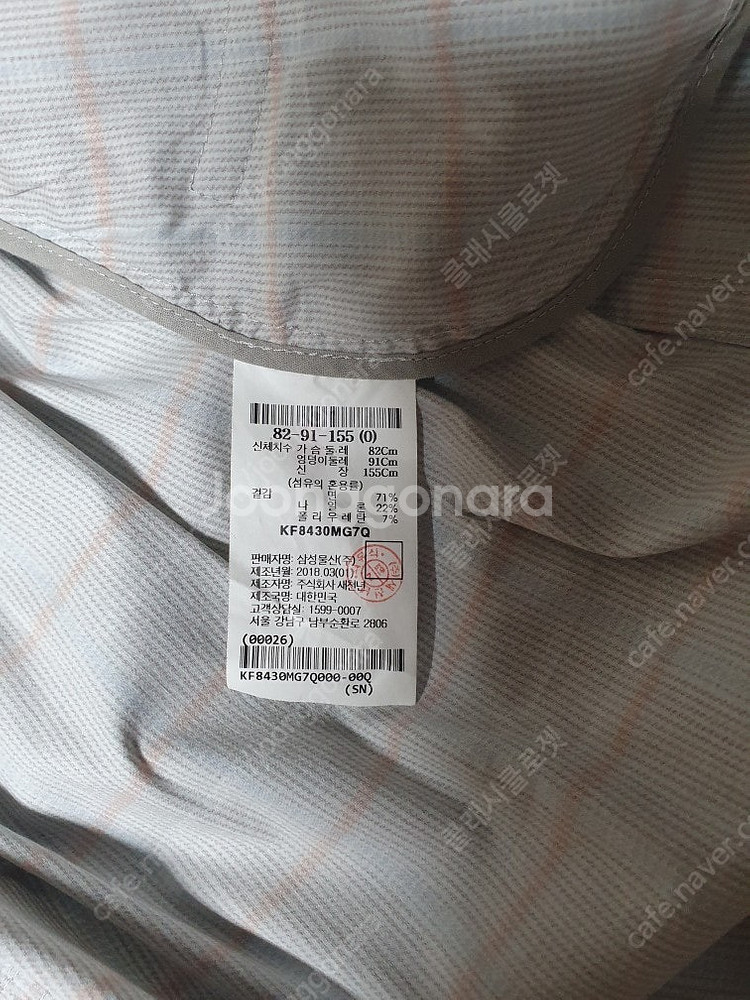 82-91-155 (0)
신체치수 가 슴 둘 레 82Cm
엉덩이둘레 91Cm
신 장 155Cm
(섬유의 혼용률)
겉감 면 71%
나 일 론 22%
폴 리 우 레 탄 7%
KF8430MG7Q
판매자명: 삼성물산(주)
제조년월: 2018.03(01)
제조자명: 주식회사 새천년
제조국명: 대한민국
고객상담실: 1599-0007
서울 강남구 남부순환로 2806
(00026)
KF8430MG7Q000-00Q
(SN)
Joonggonara
클래시클로젯
cafe.naver.com